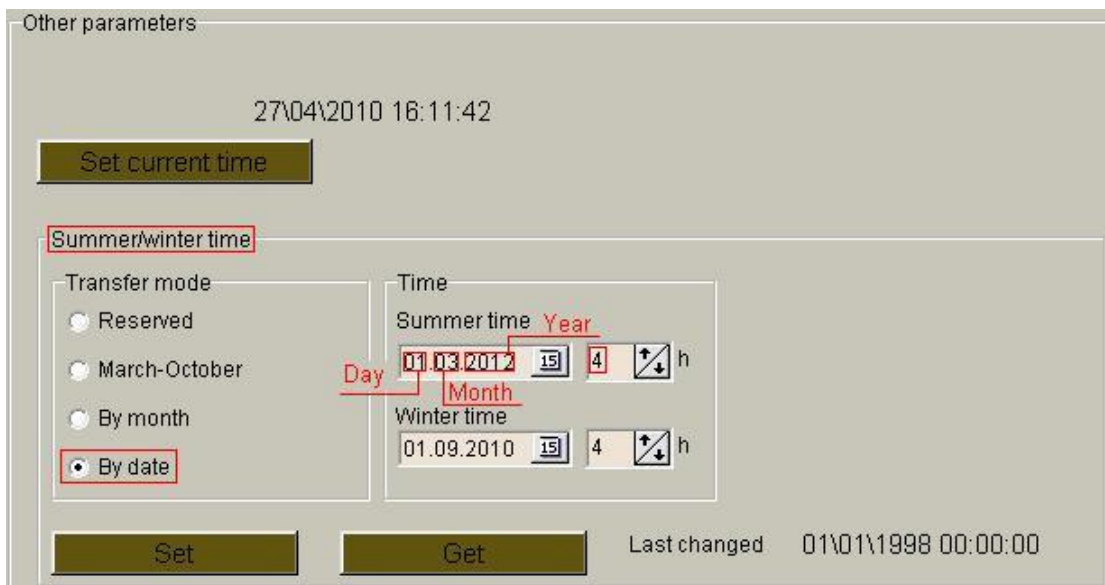 Other parameters
27\04\2010 16:11:42
Set current time
Summer/winter time
Transfer mode
Reserved
March-October
By month
By date
Time
Summer time
Year
01.03.2012 15 4 h
Day
Month
Winter time
01.09.2010 15 4 h
Set
Get
Last changed 01\01\1998 00:00:00